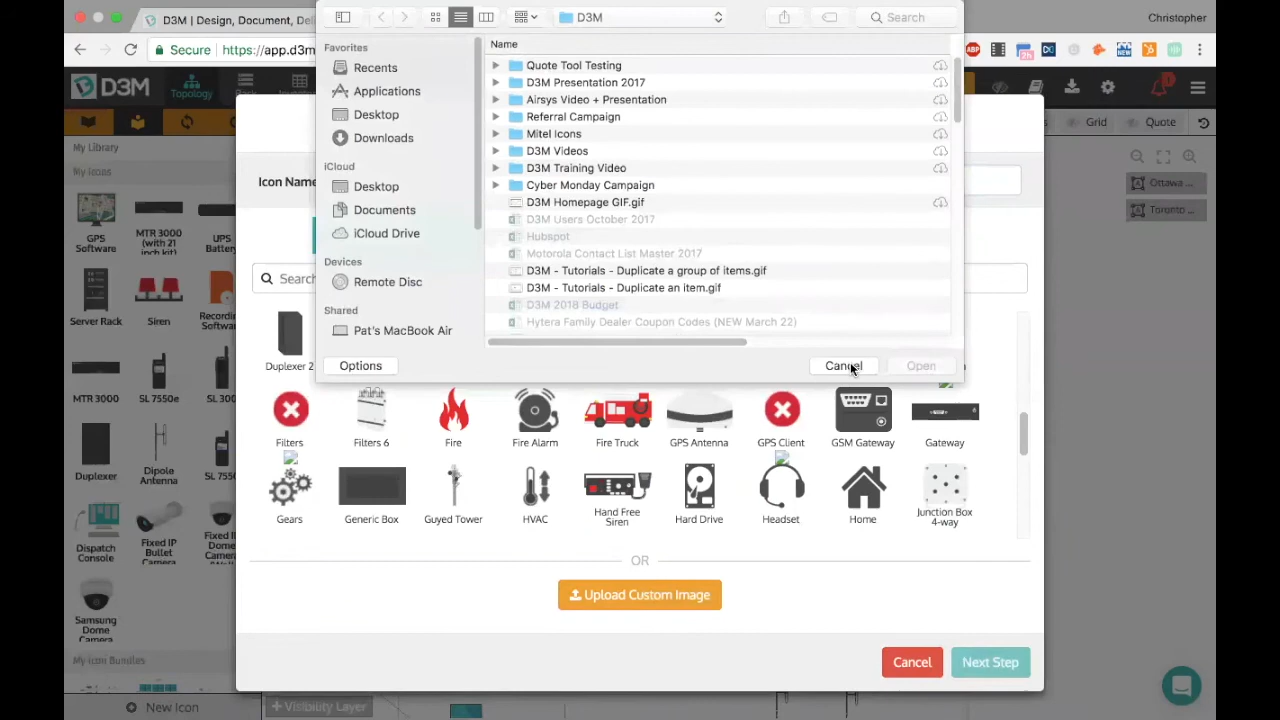 D3M | Design, Document, Del
Christopher
Secure
https://app.d3m
D3M
Search
D3M
Topology
Favorites
Recents
Applications
Desktop
Downloads
iCloud
Desktop
Documents
iCloud Drive
Devices
Remote Disc
Shared
Pat's MacBook Air
Name
Quote Tool Testing
D3M Presentation 2017
Airsys Video + Presentation
Referral Campaign
Mitel Icons
D3M Videos
D3M Training Video
Cyber Monday Campaign
D3M Homepage GIF.gif
D3M Users October 2017
Hubspot
Motorola Contact List Master 2017
D3M - Tutorials - Duplicate a group of items.gif
D3M - Tutorials - Duplicate an item.gif
D3M 2018 Budget
Hytera Family Dealer Coupon Codes (NEW March 22)
Options
Cancel
Open
Grid
Quote
Ottawa ...
Toronto ...
My Library
My Icons
GPS
Software
MTR 3000
(with 21
inch kit)
UPS
Battery
Server Rack
Siren
Recording
Software
MTR 3000
SL 7550e
SL 300
Duplexer
Dipole
Antenna
SL 7550
Dispatch
Console
Fixed IP
Bullet
Camera
Fixed I
Dome
Camera
Samsung
Dome
Camera
My Icon Bundles
New Icon
+ Visibility Layer
Icon Name
Search
Duplexer 2
Filters
Filters 6
Fire
Fire Alarm
Fire Truck
GPS Antenna
GPS Client
GSM Gateway
Gateway
Gears
Generic Box
Guyed Tower
HVAC
Hand Free
Siren
Hard Drive
Headset
Home
Junction Box
4-way
OR
Upload Custom Image
Cancel
Next Step